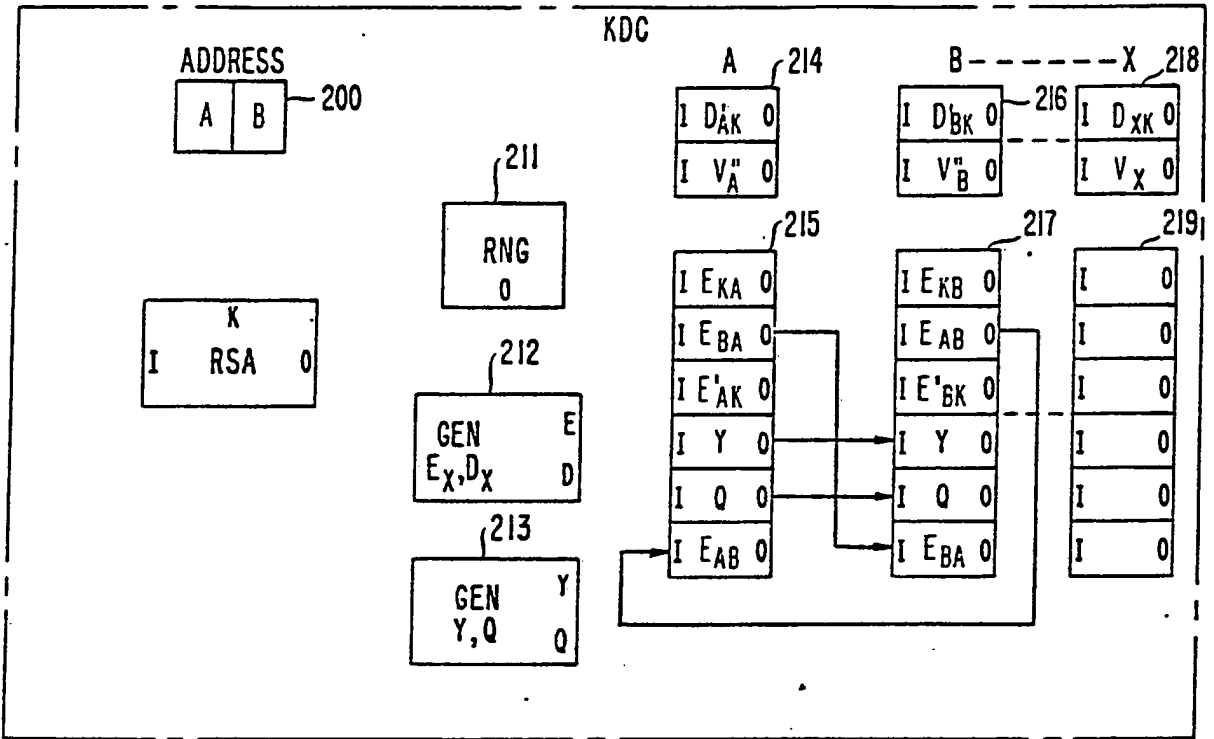 KDC
ADDRESS
A B
200
A
214
B
X
218
I D'AK O
I V"A O
I D'BK O
216
I V"B O
I DXK O
I VX O
211
RNG
O
K
I RSA O
212
GEN
EX,DX
E
D
213
GEN
Y,Q
Y
Q
215
I EKA O
I EBA O
I E'AK O
I Y O
I Q O
I EAB O
217
I EKB O
I EAB O
I E'BK O
I Y O
I Q O
I EBA O
219
I O
I O
I O
I O
I O
I O